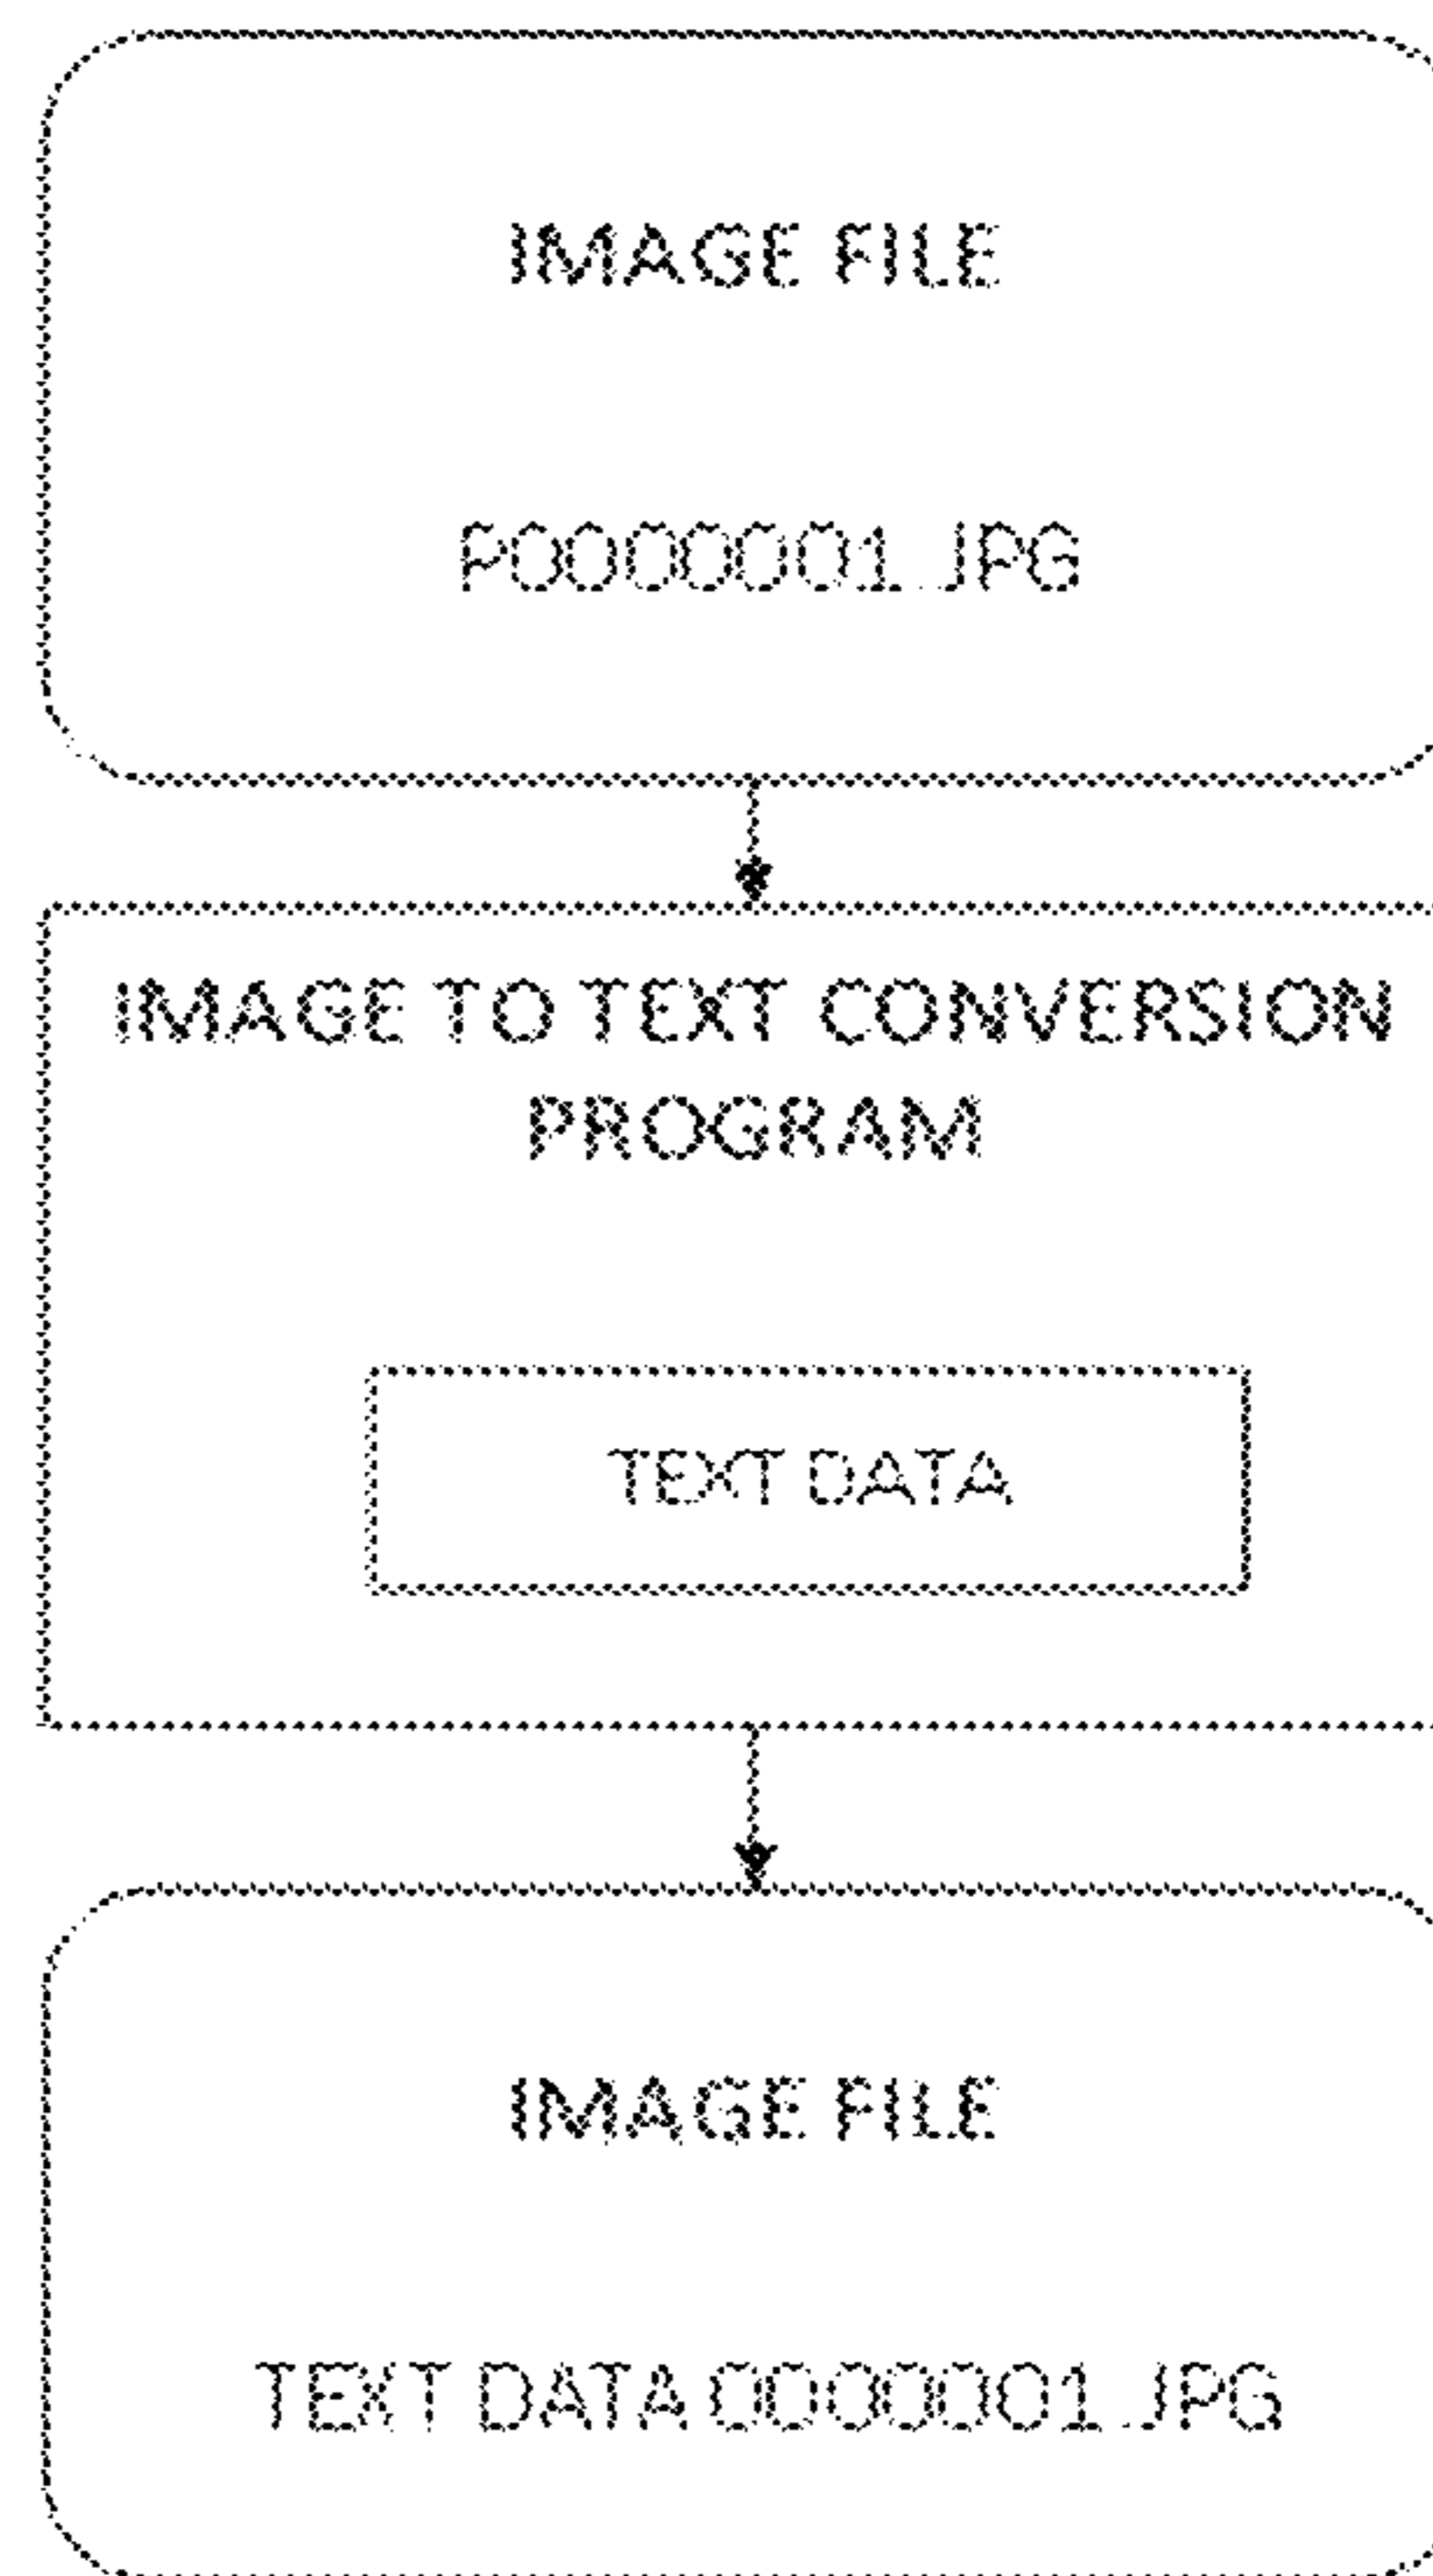 IMAGE FILE
P0000001.JPG
IMAGE TO TEXT CONVERSION
PROGRAM
TEXT DATA
IMAGE FILE
TEXT DATA 0000001.JPG